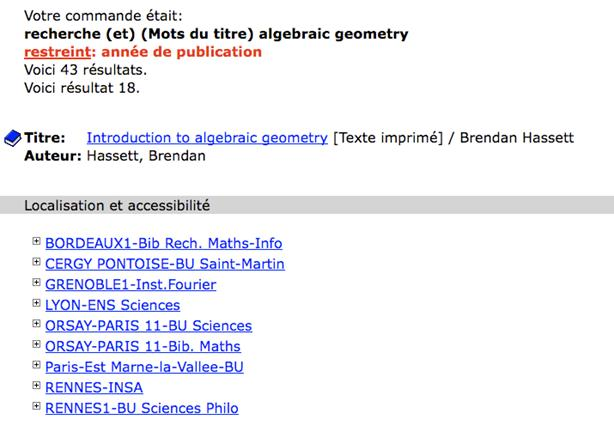 Votre commande était:
recherche (et) (Mots du titre) algebraic geometry
restreint: année de publication
Voici 43 résultats.
Voici résultat 18.
Titre: Introduction to algebraic geometry [Texte imprimé] / Brendan Hassett
Auteur: Hassett, Brendan
Localisation et accessibilité
BORDEAUX1-Bib Rech. Maths-Info
CERGY PONTOISE-BU Saint-Martin
GRENOBLE1-Inst.Fourier
LYON-ENS Sciences
ORSAY-PARIS 11-BU Sciences
ORSAY-PARIS 11-Bib. Maths
Paris-Est Marne-la-Vallee-BU
RENNES-INSA
RENNES1-BU Sciences Philo